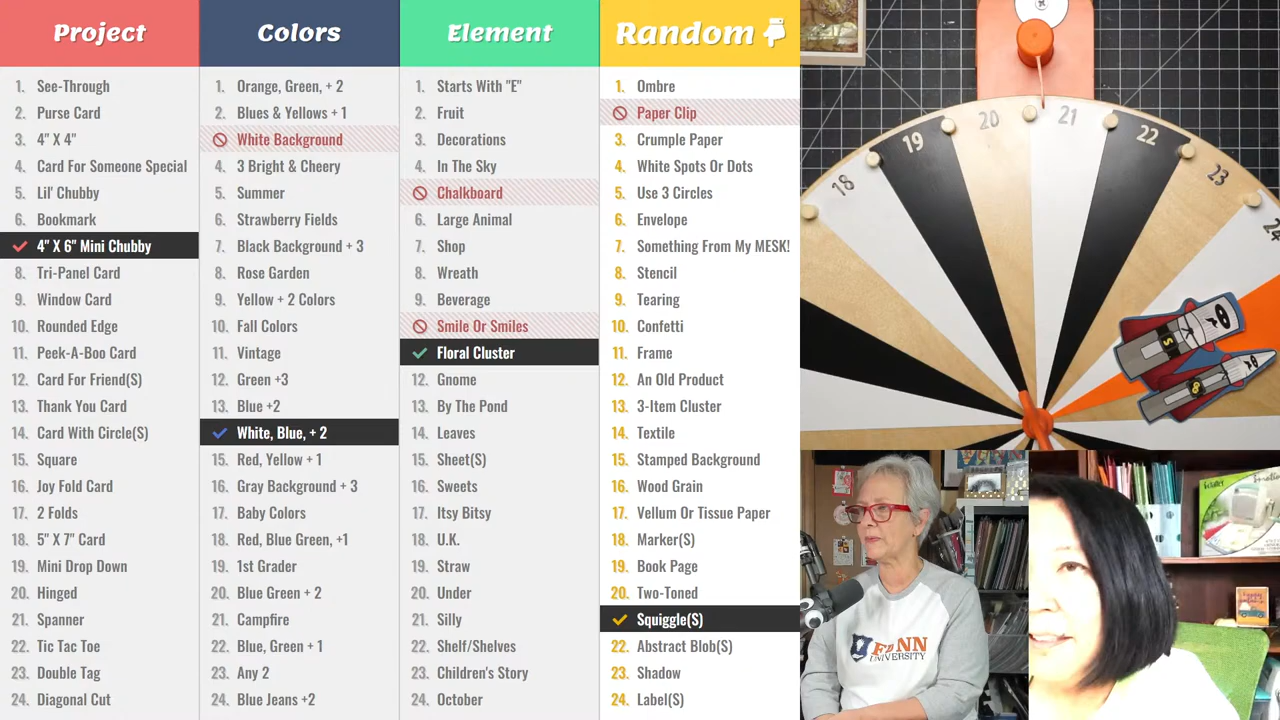 Project
1. See-Through
2. Purse Card
3. 4" X 4"
4. Card For Someone Special
5. Lil' Chubby
6. Bookmark
4" X 6" Mini Chubby
8. Tri-Panel Card
9. Window Card
10. Rounded Edge
11. Peek-A-Boo Card
12. Card For Friend(S)
13. Thank You Card
14. Card With Circle(S)
15. Square
16. Joy Fold Card
17. 2 Folds
18. 5" X 7" Card
19. Mini Drop Down
20. Hinged
21. Spanner
22. Tic Tac Toe
23. Double Tag
24. Diagonal Cut
Colors
1. Orange, Green, + 2
2. Blues & Yellows + 1
White Background
4. 3 Bright & Cheery
5. Summer
6. Strawberry Fields
7. Black Background + 3
8. Rose Garden
9. Yellow + 2 Colors
10. Fall Colors
11. Vintage
12. Green +3
13. Blue +2
White, Blue, + 2
15. Red, Yellow + 1
16. Gray Background + 3
17. Baby Colors
18. Red, Blue Green, +1
19. 1st Grader
20. Blue Green + 2
21. Campfire
22. Blue, Green + 1
23. Any 2
24. Blue Jeans +2
Element
1. Starts With "E"
2. Fruit
3. Decorations
4. In The Sky
Chalkboard
6. Large Animal
7. Shop
8. Wreath
9. Beverage
Smile Or Smiles
Floral Cluster
12. Gnome
13. By The Pond
14. Leaves
15. Sheet(S)
16. Sweets
17. Itsy Bitsy
18. U.K.
19. Straw
20. Under
21. Silly
22. Shelf/Shelves
23. Children's Story
24. October
Random
1. Ombre
Paper Clip
3. Crumple Paper
4. White Spots Or Dots
5. Use 3 Circles
6. Envelope
7. Something From My MESK!
8. Stencil
9. Tearing
10. Confetti
11. Frame
12. An Old Product
13. 3-Item Cluster
14. Textile
15. Stamped Background
16. Wood Grain
17. Vellum Or Tissue Paper
18. Marker(S)
19. Book Page
20. Two-Toned
Squiggle(S)
22. Abstract Blob(S)
23. Shadow
24. Label(S)
18
19
20
21
22
23
24
UNIVERSITY